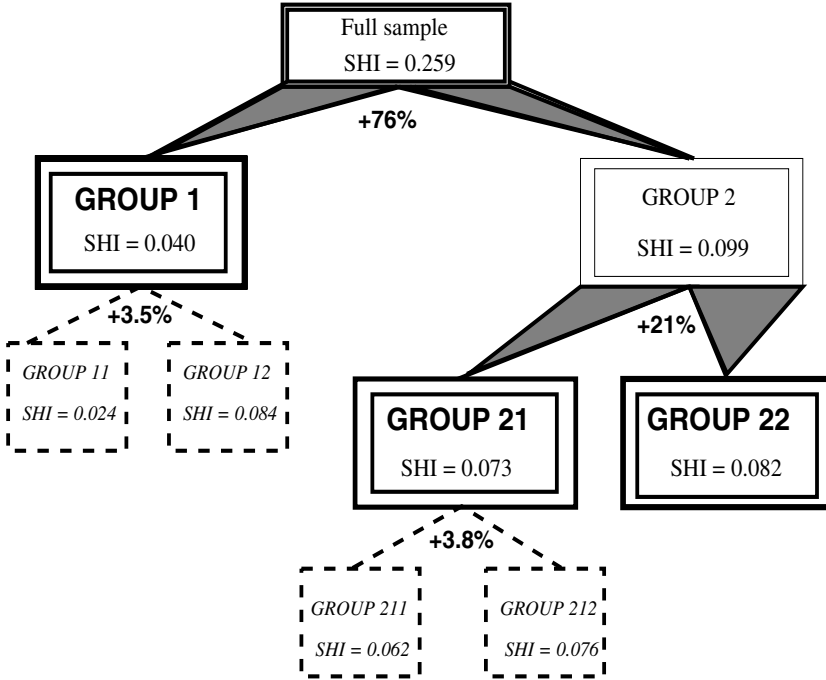 Full sample
SHI = 0.259
+76%
GROUP 1
SHI = 0.040
GROUP 2
SHI = 0.099
+3.5%
+21%
GROUP 11
SHI = 0.024
GROUP 12
SHI = 0.084
GROUP 21
SHI = 0.073
GROUP 22
SHI = 0.082
+3.8%
GROUP 211
SHI = 0.062
GROUP 212
SHI = 0.076